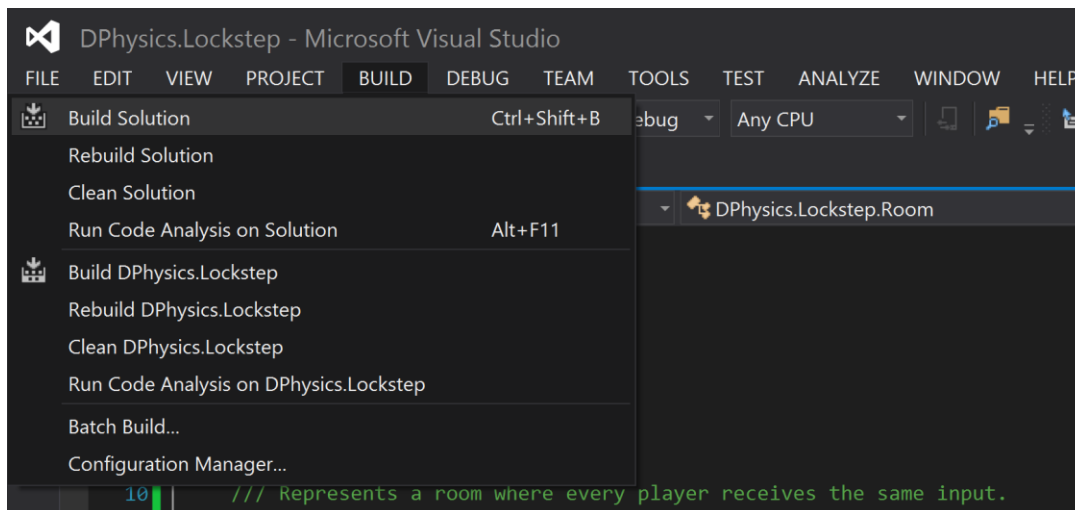 DPhysics.Lockstep - Microsoft Visual Studio
FILE EDIT VIEW PROJECT BUILD DEBUG TEAM TOOLS TEST ANALYZE WINDOW HELP
Build Solution Ctrl+Shift+B ebug Any CPU
Rebuild Solution
Clean Solution
DPhysics.Lockstep.Room
Run Code Analysis on Solution Alt+F11
Build DPhysics.Lockstep
Rebuild DPhysics.Lockstep
Clean DPhysics.Lockstep
Run Code Analysis on DPhysics.Lockstep
Batch Build...
Configuration Manager...
10 /// Represents a room where every player receives the same input.